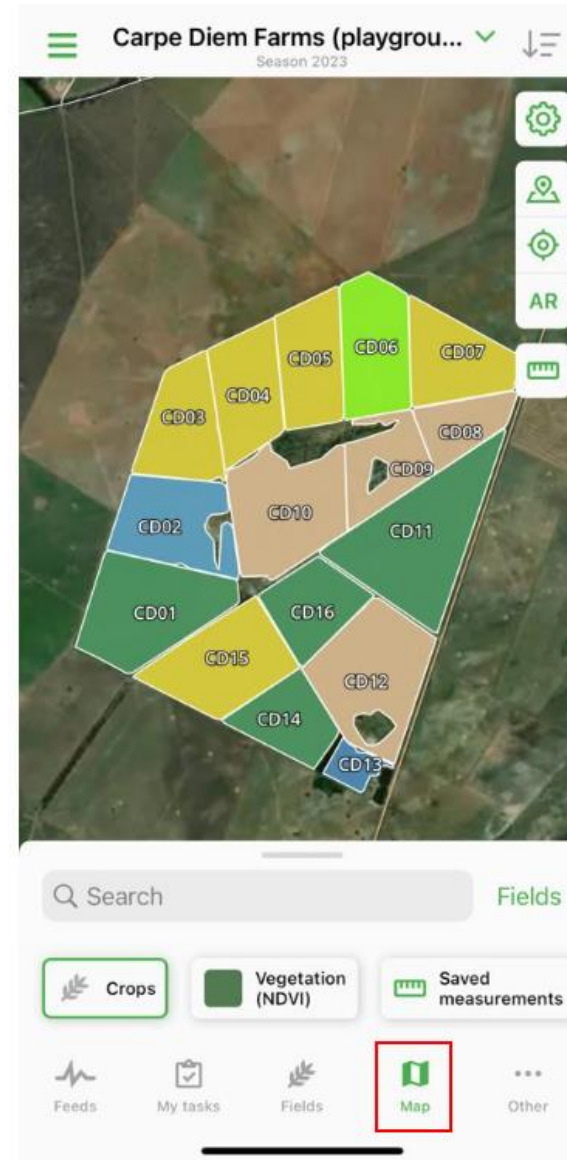 Carpe Diem Farms (playgrou...
Season 2023
AR
CD06
CD05
CD07
CD04
CD03
CD08
CD09
CD10
CD02
CD11
CD01
CD16
CD15
CD12
CD14
CD13
Search
Fields
Crops
Vegetation
(NDVI)
Saved
measurements
Feeds
My tasks
Fields
Map
Other